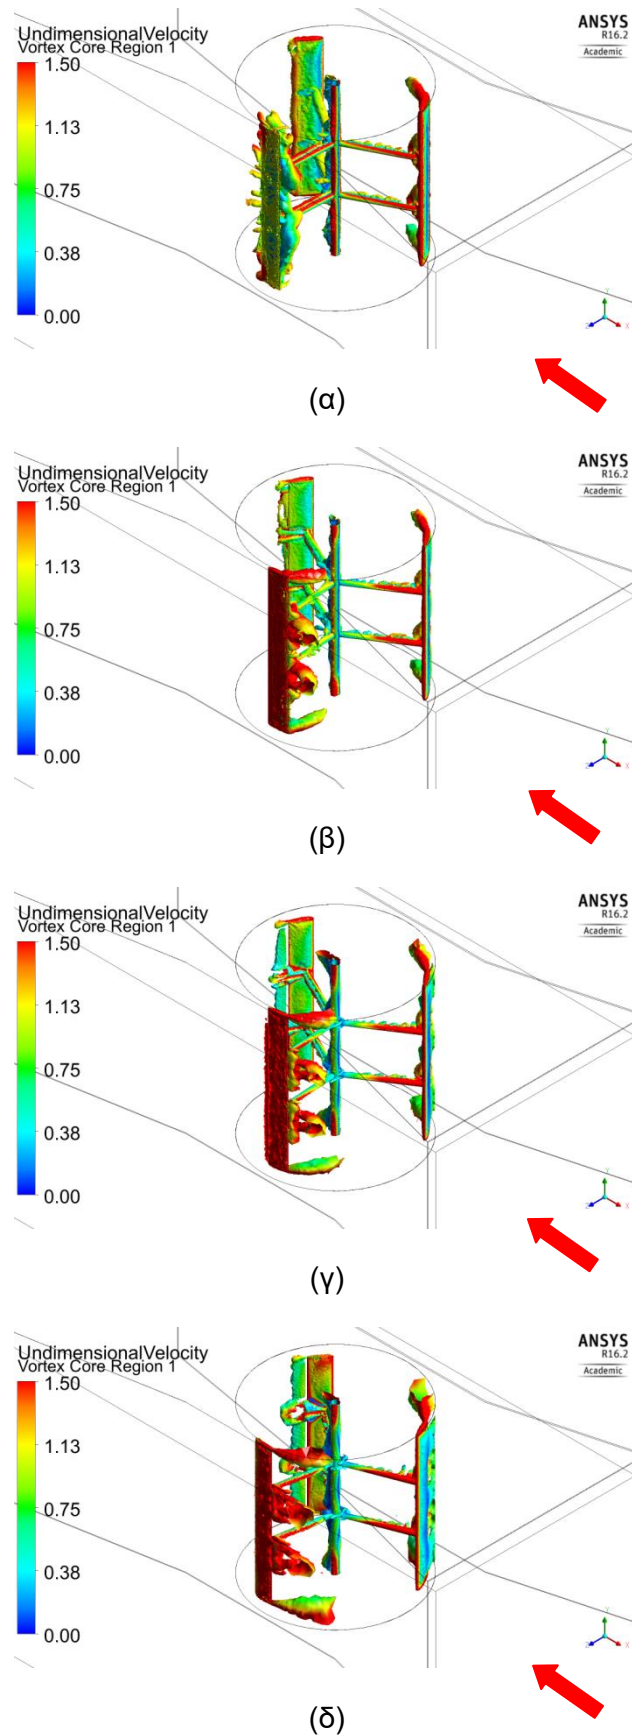 UndimensionalVelocity
Vortex Core Region 1
ANSYS
R16.2
Academic
1.50
1.13
0.75
0.38
0.00
Y
Z
X
(α)
UndimensionalVelocity
Vortex Core Region 1
ANSYS
R16.2
Academic
1.50
1.13
0.75
0.38
0.00
Y
Z
X
(β)
UndimensionalVelocity
Vortex Core Region 1
ANSYS
R16.2
Academic
1.50
1.13
0.75
0.38
0.00
Y
Z
X
(γ)
UndimensionalVelocity
Vortex Core Region 1
ANSYS
R16.2
Academic
1.50
1.13
0.75
0.38
0.00
Y
Z
X
(δ)